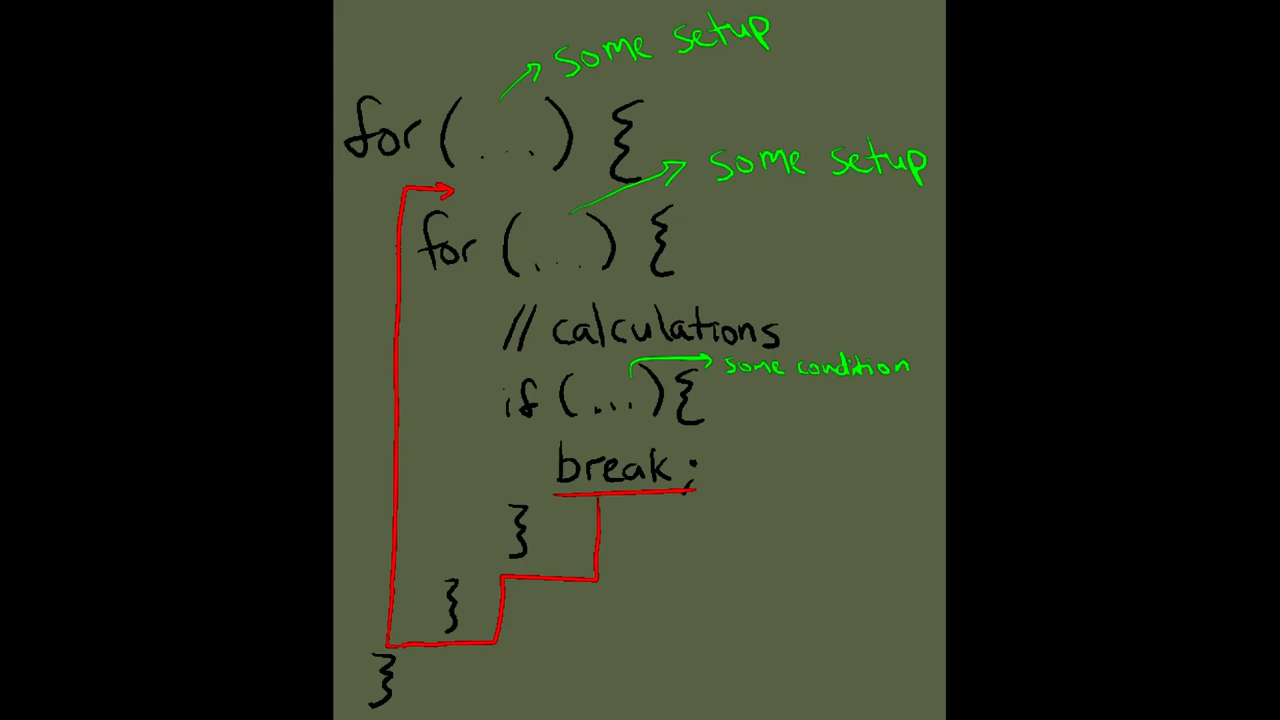 some setup
for (...) {
some setup
for (...) {
// calculations
some condition
if (...) {
break;
}
}
}